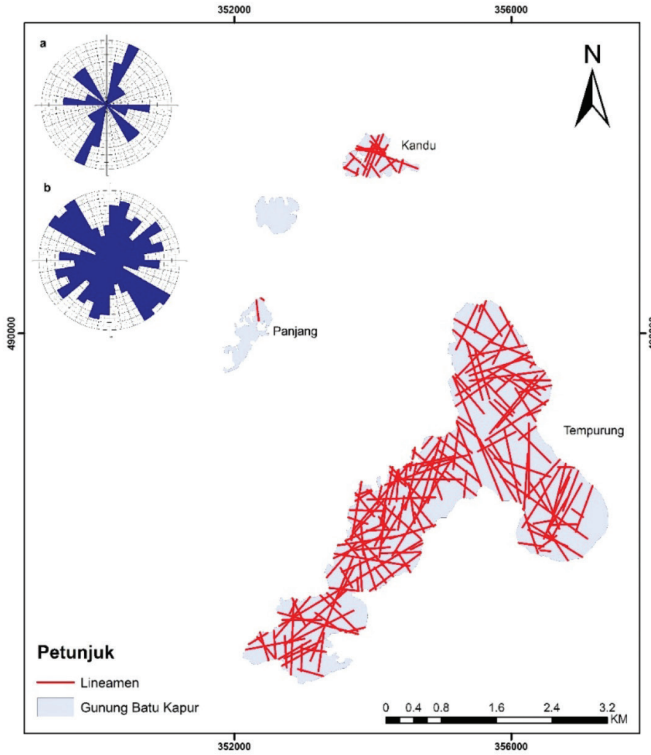 352000
356000
a
N
Kandu
b
Panjang
490000
490000
Tempurung
Petunjuk
Lineamen
Gunung Batu Kapur
0 0.4 0.8 1.6 2.4 3.2
KM
352000
356000